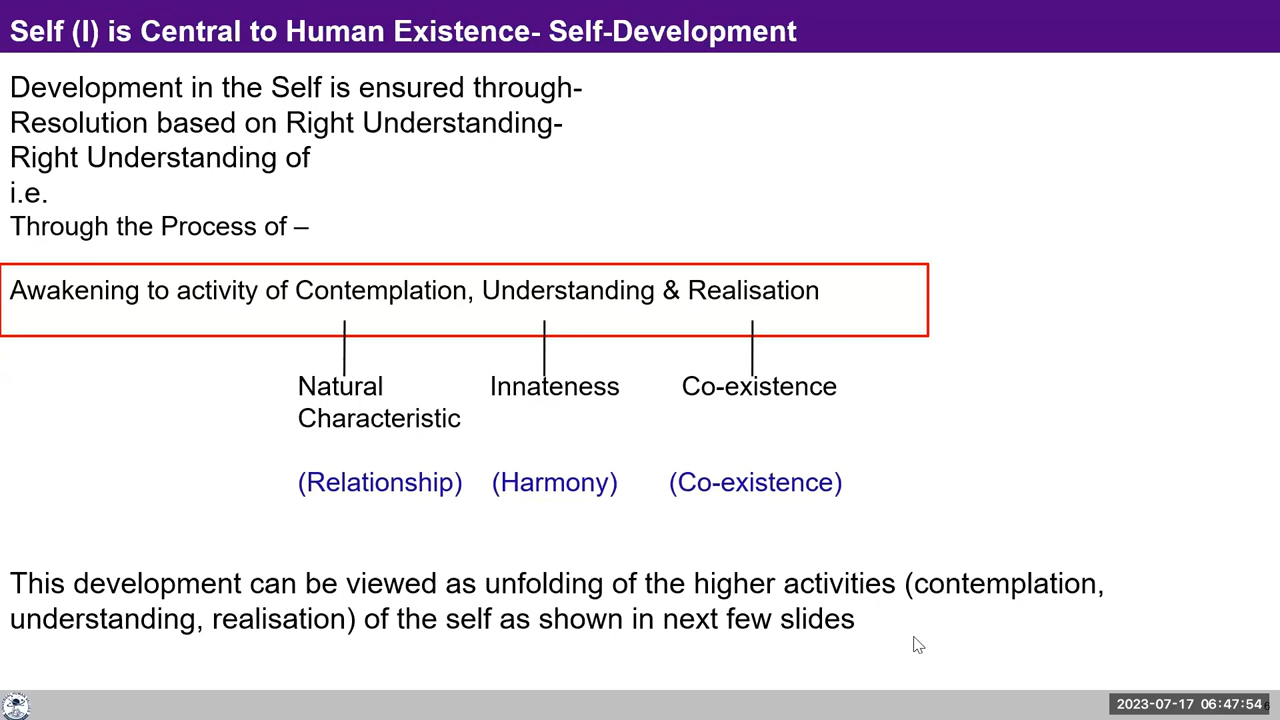 Self (I) is Central to Human Existence- Self-Development
Development in the Self is ensured through-
Resolution based on Right Understanding-
Right Understanding of
i.e.
Through the Process of –
Awakening to activity of Contemplation, Understanding & Realisation
Natural Characteristic
Innateness
Co-existence
(Relationship)
(Harmony)
(Co-existence)
This development can be viewed as unfolding of the higher activities (contemplation,
understanding, realisation) of the self as shown in next few slides
2023-07-17 06:47:54
6